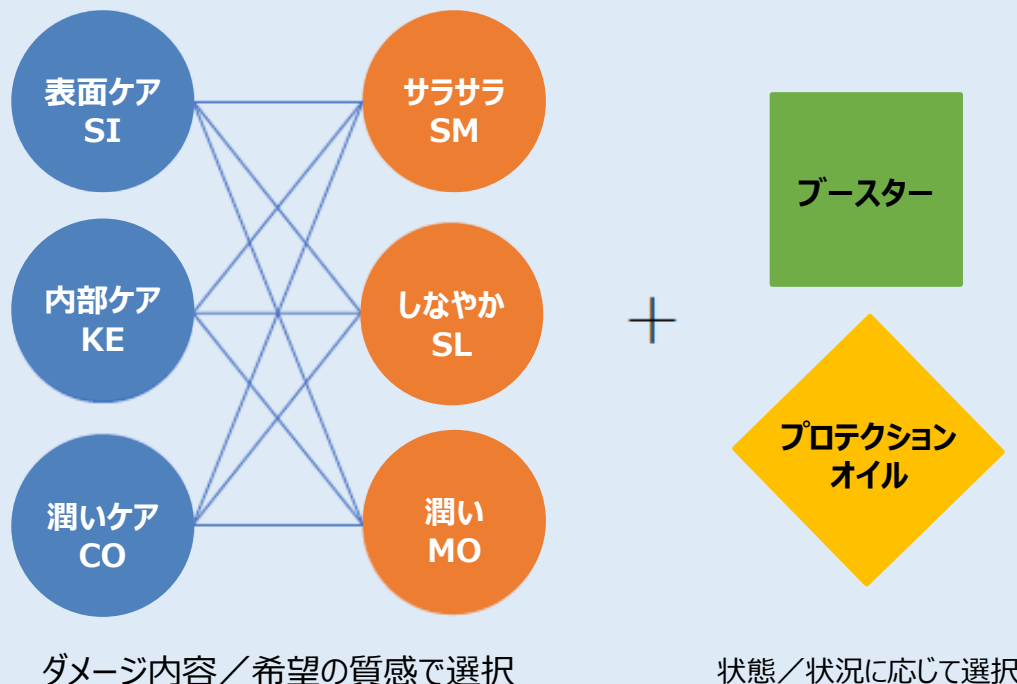 表面ケア
SI
サラサラ
SM
ブースター
内部ケア
KE
しなやか
SL
+
プロテクション
オイル
潤いケア
CO
潤い
MO
ダメージ内容／希望の質感で選択
状態／状況に応じて選択